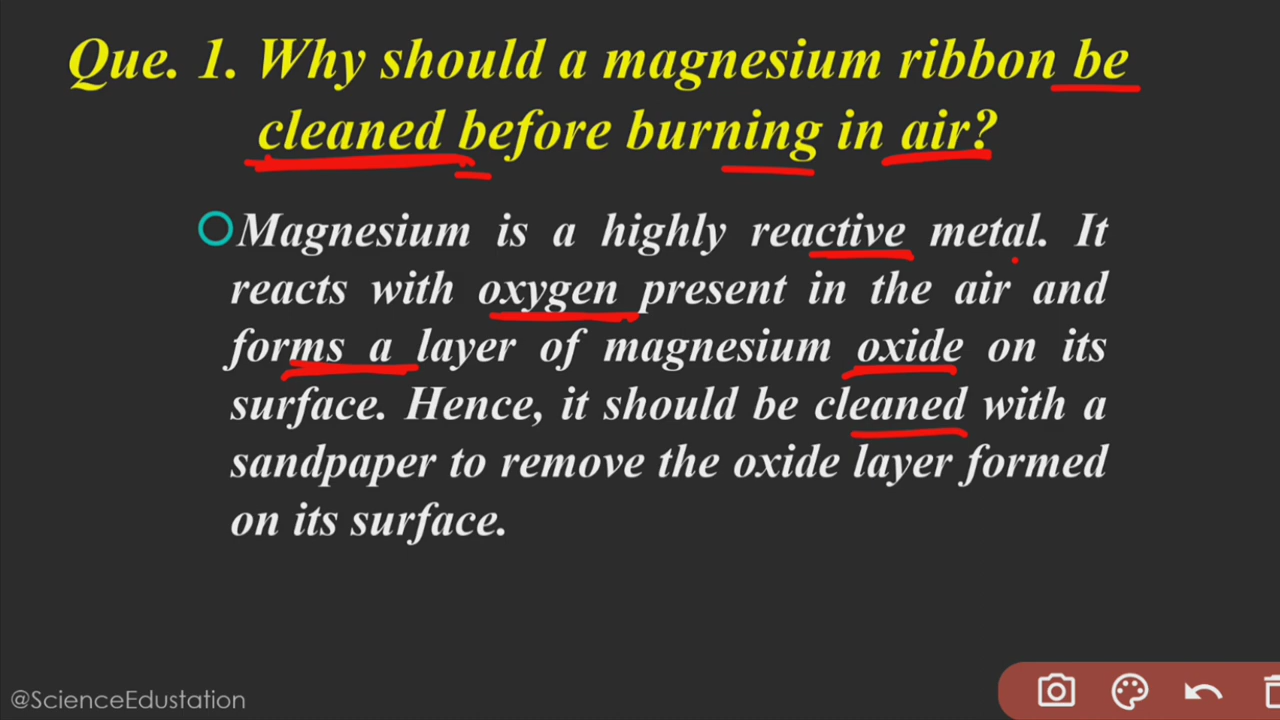 Que. 1. Why should a magnesium ribbon be
cleaned before burning in air?
Magnesium is a highly reactive metal. It
reacts with oxygen present in the air and
forms a layer of magnesium oxide on its
surface. Hence, it should be cleaned with a
sandpaper to remove the oxide layer formed
on its surface.
@ScienceEdustation